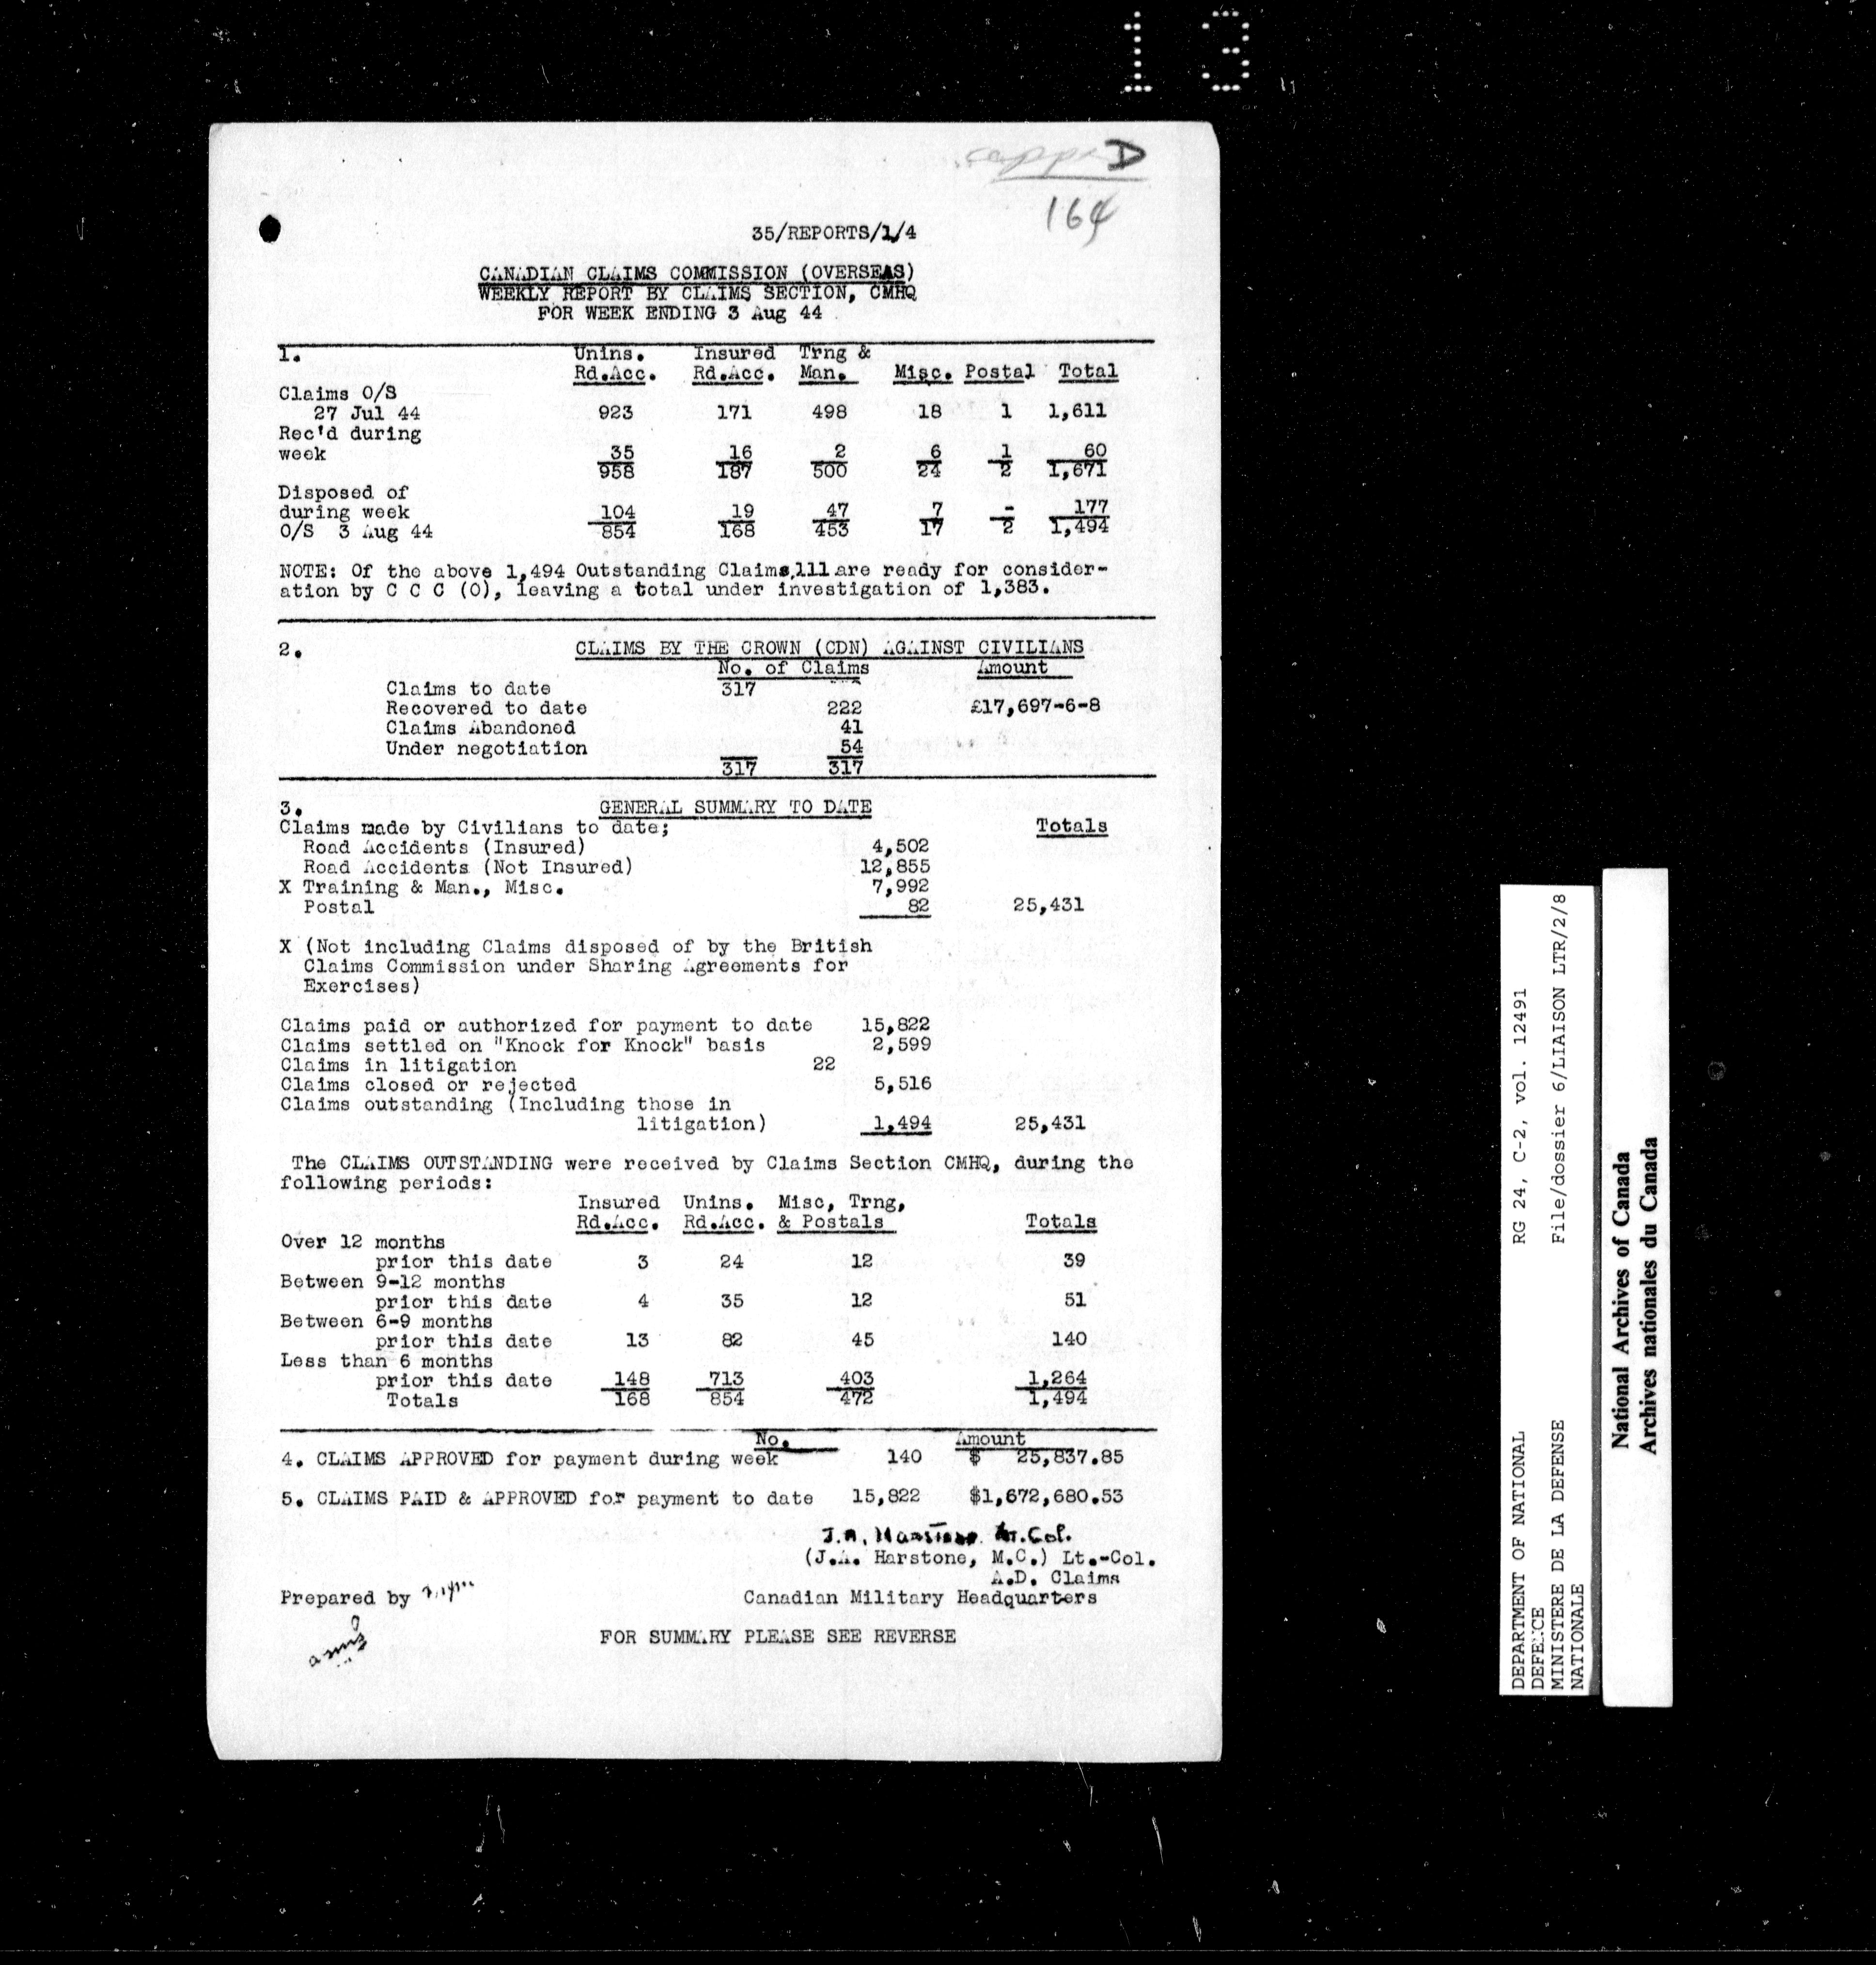 13
D
164
35/REPORTS/1/4
CANADIAN CLAIMS COMMISSION (OVERSEAS)
WEEKLY REPORT BY CLAIMS SECTION, CMHQ
FOR WEEK ENDING 3 Aug 44
1. Unins. Insured Trng &
Rd.Acc. Rd.Acc. Man. Misc. Postal Total
Claims O/S
27 Jul 44 923 171 498 18 1 1,611
Rec'd during
week 35 16 2 6 1 60
958 187 500 24 2 1,671
Disposed of
during week 104 19 47 7 - 177
O/S 3 Aug 44 854 168 453 17 2 1,494
NOTE: Of the above 1,494 Outstanding Claims,111 are ready for consider-
ation by C C C (O), leaving a total under investigation of 1,383.
2. CLAIMS BY THE CROWN (CDN) AGAINST CIVILIANS
No. of Claims Amount
Claims to date 317
Recovered to date 222 £17,697-6-8
Claims Abandoned 41
Under negotiation 54
317 317
3. GENERAL SUMMARY TO DATE
Claims made by Civilians to date; Totals
Road Accidents (Insured) 4,502
Road Accidents (Not Insured) 12,855
X Training & Man., Misc. 7,992
Postal 82 25,431
X (Not including Claims disposed of by the British
Claims Commission under Sharing Agreements for
Exercises)
Claims paid or authorized for payment to date 15,822
Claims settled on "Knock for Knock" basis 2,599
Claims in litigation 22
Claims closed or rejected 5,516
Claims outstanding (Including those in
litigation) 1,494 25,431
The CLAIMS OUTSTANDING were received by Claims Section CMHQ, during the
following periods:
Insured Unins. Misc, Trng,
Rd.Acc. Rd.Acc. & Postals Totals
Over 12 months
prior this date 3 24 12 39
Between 9-12 months
prior this date 4 35 12 51
Between 6-9 months
prior this date 13 82 45 140
Less than 6 months
prior this date 148 713 403 1,264
Totals 168 854 472 1,494
No. Amount
4. CLAIMS APPROVED for payment during week 140 $ 25,837.85
5. CLAIMS PAID & APPROVED for payment to date 15,822 $1,672,680.53
J.A. Harstone Lt.Col.
(J.A. Harstone, M.C.) Lt.-Col.
A.D. Claims
Prepared by Canadian Military Headquarters
FOR SUMMARY PLEASE SEE REVERSE
DEPARTMENT OF NATIONAL RG 24, C-2, vol. 12491
DEFENCE
MINISTERE DE LA DEFENSE File/dossier 6/LIAISON LTR/2/8
NATIONALE
National Archives of Canada
Archives nationales du Canada